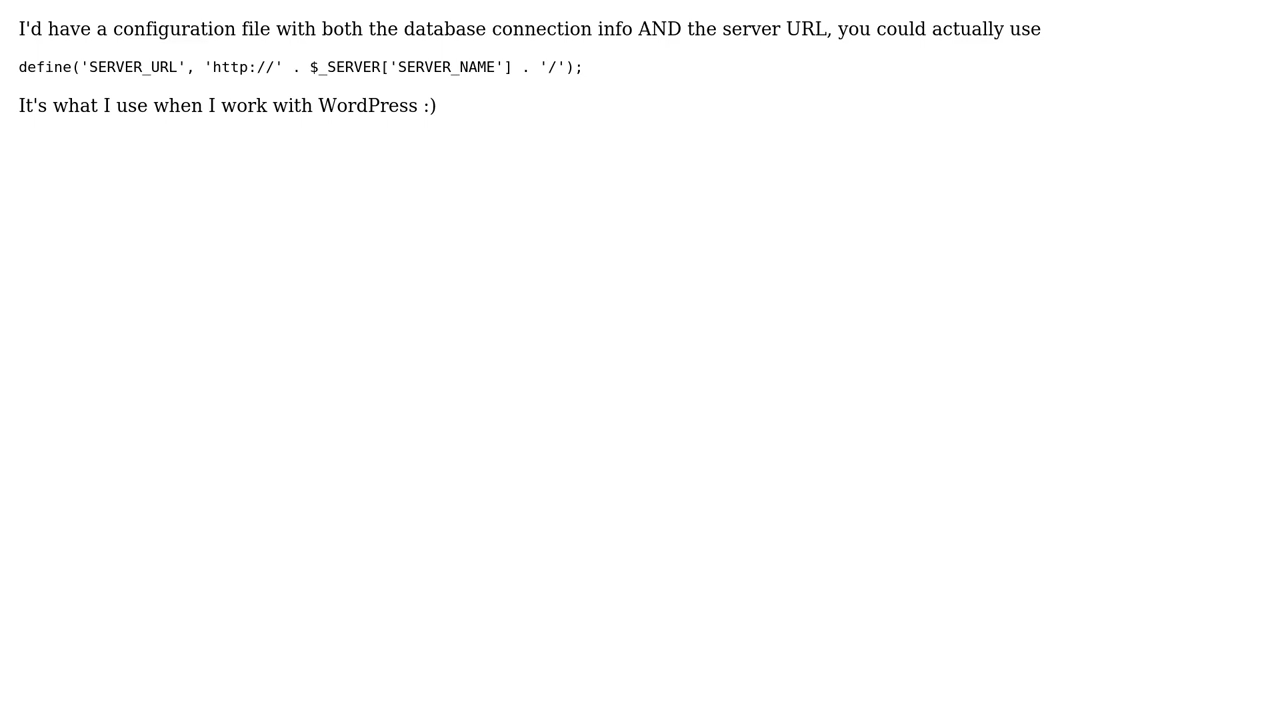 I'd have a configuration file with both the database connection info AND the server URL, you could actually use
define('SERVER_URL', 'http://' . $_SERVER['SERVER_NAME'] . '/');
It's what I use when I work with WordPress :)